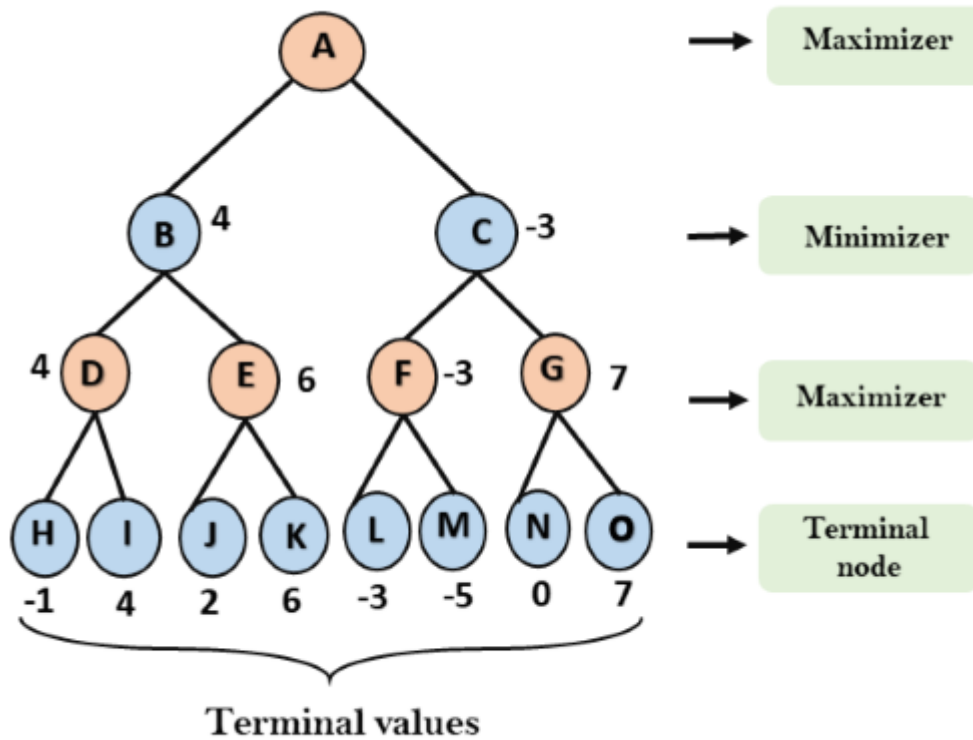 A
Maximizer
B 4
C -3
Minimizer
4 D
E 6
F -3
G 7
Maximizer
H I J K L M N O
Terminal
node
-1 4 2 6 -3 -5 0 7
Terminal values